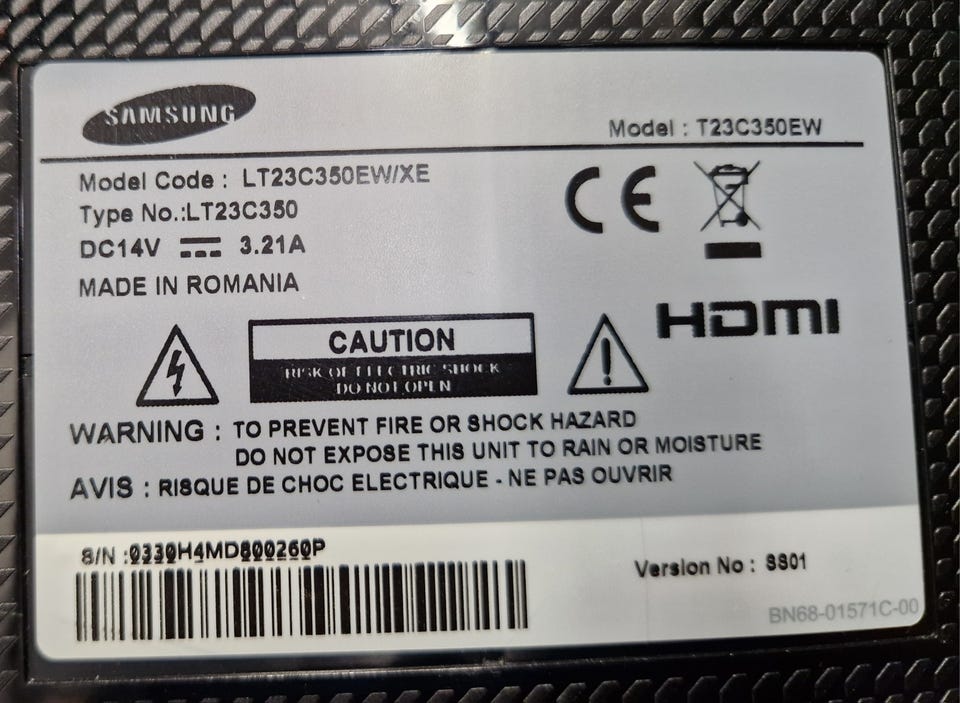 SAMSUNG
Model : T23C350EW
Model Code : LT23C350EW/XE
Type No.:LT23C350
DC14V 3.21A
MADE IN ROMANIA
HDMI
CAUTION
RISK OF ELECTRIC SHOCK
DO NOT OPEN
WARNING : TO PREVENT FIRE OR SHOCK HAZARD
DO NOT EXPOSE THIS UNIT TO RAIN OR MOISTURE
AVIS : RISQUE DE CHOC ELECTRIQUE - NE PAS OUVRIR
S/N :0330H4MD800260P
Version No : SS01
BN68-01571C-00